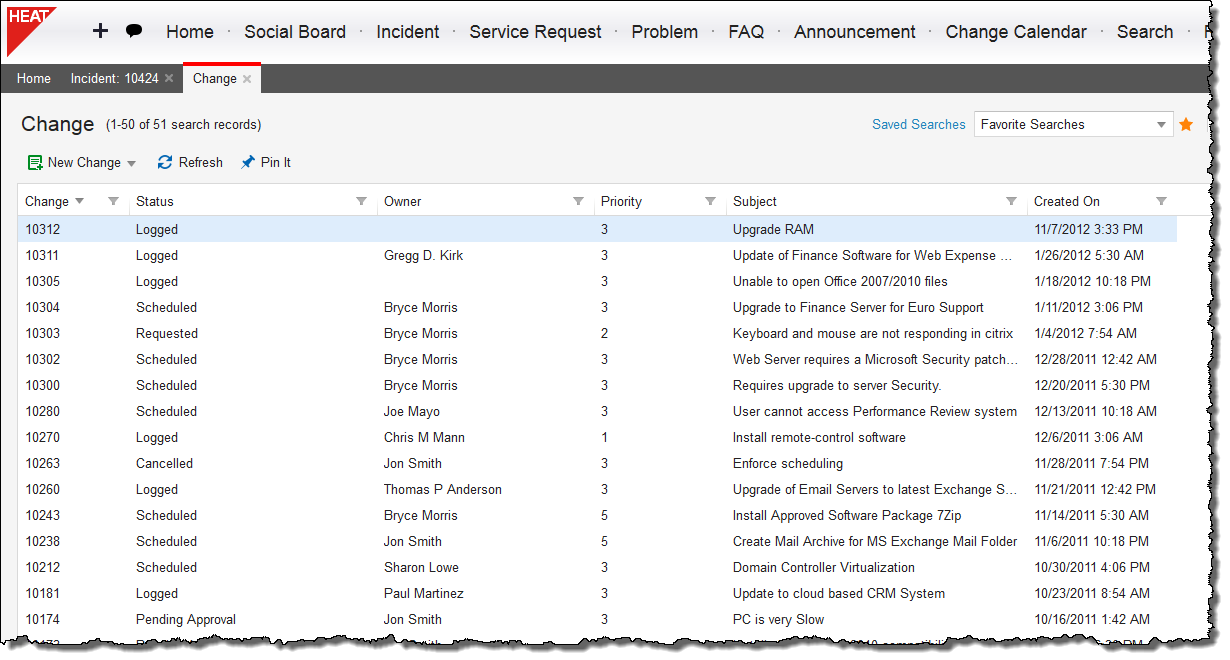 HEAT
Home · Social Board · Incident · Service Request · Problem · FAQ · Announcement · Change Calendar · Search ·
Home Incident: 10424 Change
Change (1-50 of 51 search records) Saved Searches Favorite Searches
New Change Refresh Pin It
Change Status Owner Priority Subject Created On
10312 Logged 3 Upgrade RAM 11/7/2012 3:33 PM
10311 Logged Gregg D. Kirk 3 Update of Finance Software for Web Expense ... 1/26/2012 5:30 AM
10305 Logged 3 Unable to open Office 2007/2010 files 1/18/2012 10:18 PM
10304 Scheduled Bryce Morris 3 Upgrade to Finance Server for Euro Support 1/11/2012 3:06 PM
10303 Requested Bryce Morris 2 Keyboard and mouse are not responding in citrix 1/4/2012 7:54 AM
10302 Scheduled Bryce Morris 3 Web Server requires a Microsoft Security patch... 12/28/2011 12:42 AM
10300 Scheduled Bryce Morris 3 Requires upgrade to server Security. 12/20/2011 5:30 PM
10280 Scheduled Joe Mayo 3 User cannot access Performance Review system 12/13/2011 10:18 AM
10270 Logged Chris M Mann 1 Install remote-control software 12/6/2011 3:06 AM
10263 Cancelled Jon Smith 3 Enforce scheduling 11/28/2011 7:54 PM
10260 Logged Thomas P Anderson 3 Upgrade of Email Servers to latest Exchange S... 11/21/2011 12:42 PM
10243 Scheduled Bryce Morris 5 Install Approved Software Package 7Zip 11/14/2011 5:30 AM
10238 Scheduled Jon Smith 5 Create Mail Archive for MS Exchange Mail Folder 11/6/2011 10:18 PM
10212 Scheduled Sharon Lowe 3 Domain Controller Virtualization 10/30/2011 4:06 PM
10181 Logged Paul Martinez 3 Update to cloud based CRM System 10/23/2011 8:54 AM
10174 Pending Approval Jon Smith 3 PC is very Slow 10/16/2011 1:42 AM